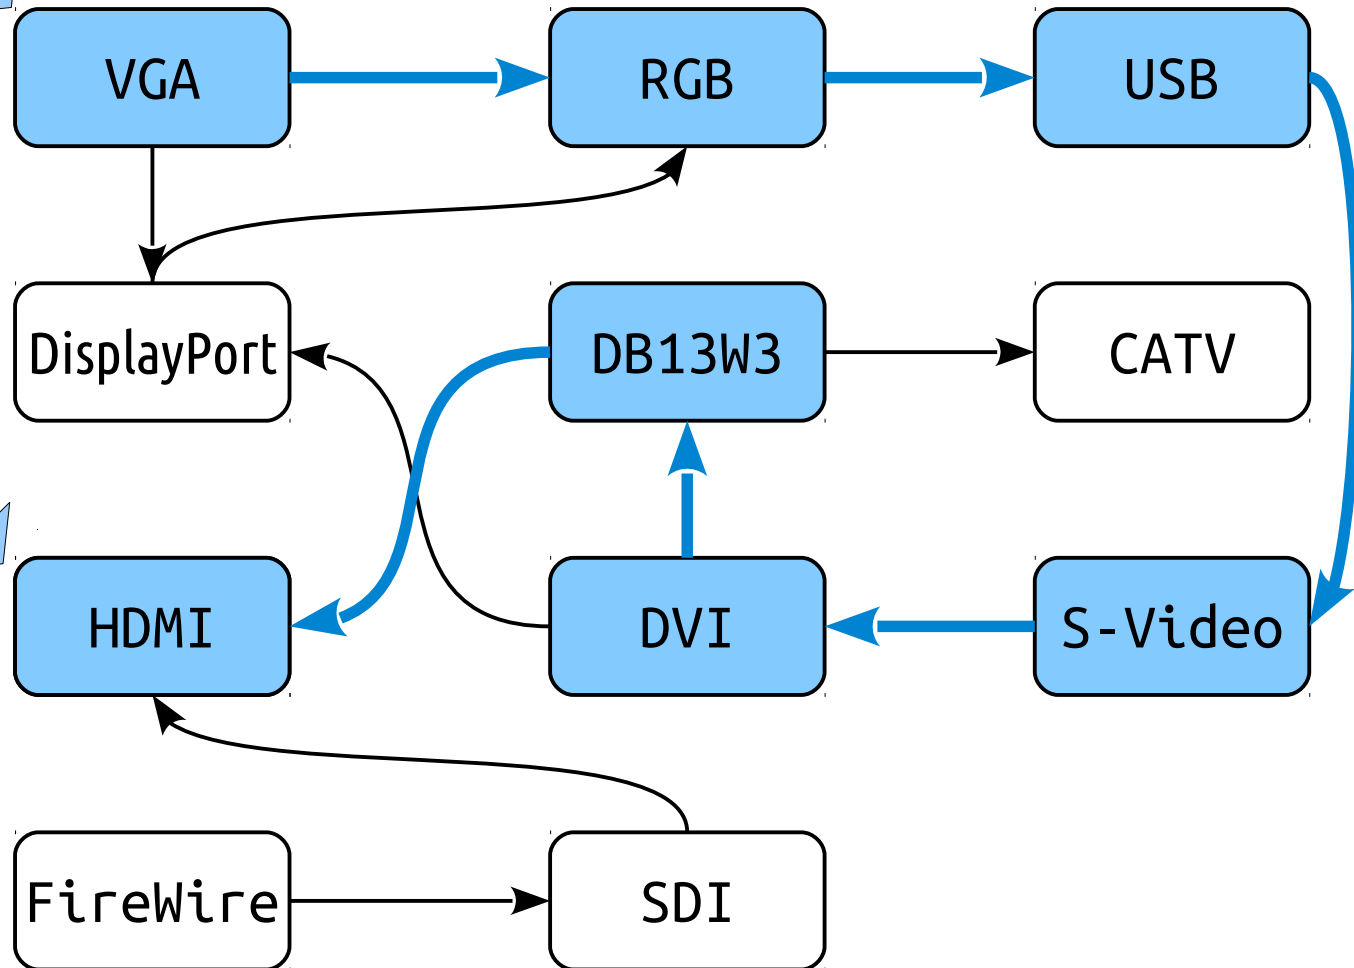 VGA
RGB
USB
DisplayPort
DB13W3
CATV
HDMI
DVI
S-Video
FireWire
SDI